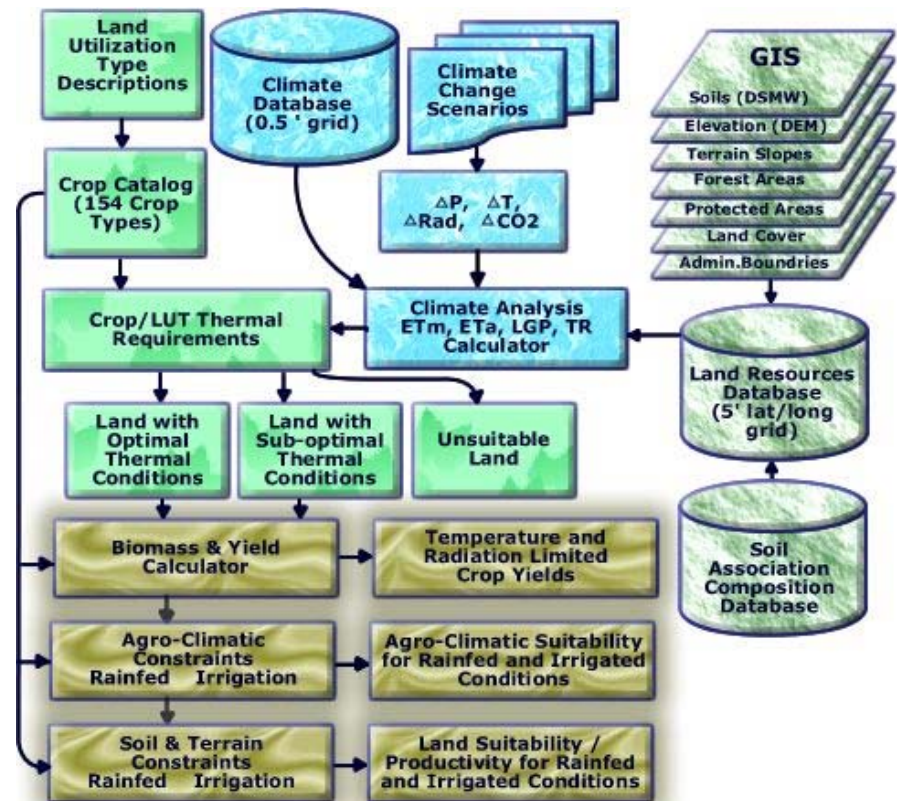 Land
Utilization
Type
Descriptions
Climate
Database
(0.5 ' grid)
Climate
Change
Scenarios
GIS
Soils (DSMW)
Elevation (DEM)
Terrain Slopes
Forest Areas
Protected Areas
Land Cover
Admin.Boundries
Crop Catalog
(154 Crop
Types)
△P, △T,
△Rad, △CO2
Crop/LUT Thermal
Requirements
Climate Analysis
ETm, ETa, LGP, TR
Calculator
Land Resources
Database
(5' lat/long
grid)
Land with
Optimal
Thermal
Conditions
Land with
Sub-optimal
Thermal
Conditions
Unsuitable
Land
Soil
Association
Composition
Database
Biomass & Yield
Calculator
Temperature and
Radiation Limited
Crop Yields
Agro-Climatic
Constraints
Rainfed Irrigation
Agro-Climatic Suitability
for Rainfed and Irrigated
Conditions
Soil & Terrain
Constraints
Rainfed Irrigation
Land Suitability /
Productivity for Rainfed
and Irrigated Conditions